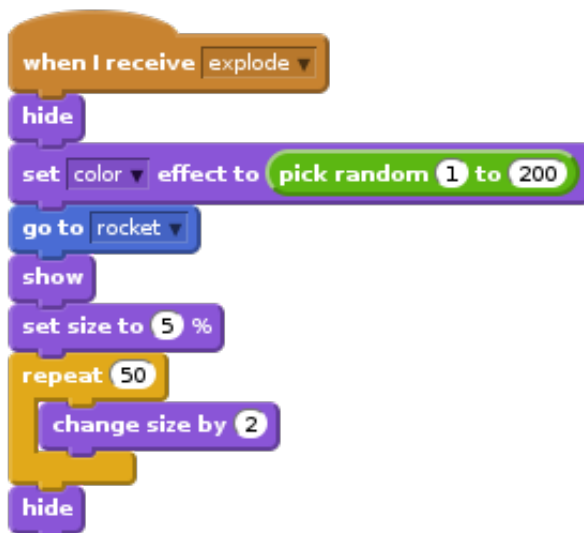 when I receive explode
hide
set color effect to pick random 1 to 200
go to rocket
show
set size to 5 %
repeat 50
change size by 2
hide